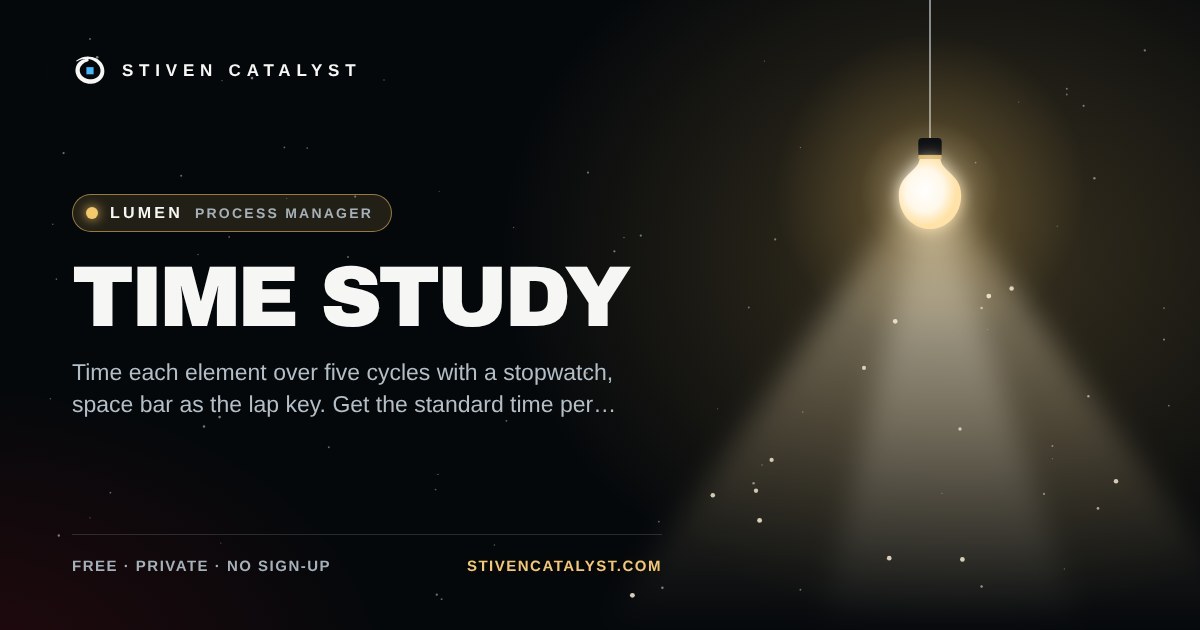 STIVEN CATALYST
LUMEN PROCESS MANAGER
TIME STUDY
Time each element over five cycles with a stopwatch,
space bar as the lap key. Get the standard time per…
FREE · PRIVATE · NO SIGN-UP
STIVENCATALYST.COM